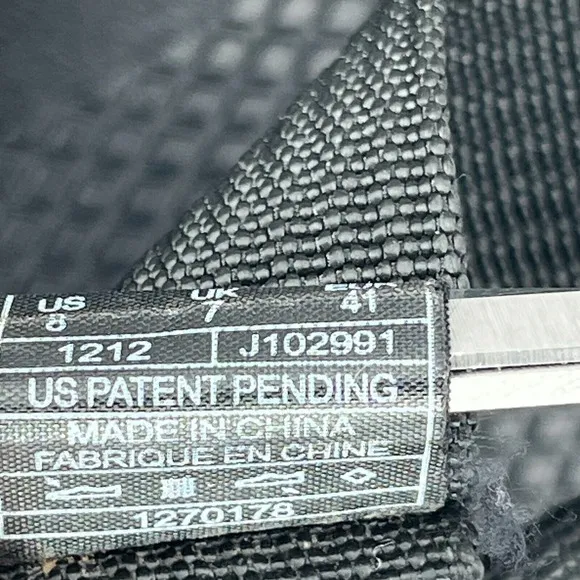 US UK EUR
8 7 41
1212 J102991
US PATENT PENDING
MADE IN CHINA
FABRIQUE EN CHINE
1270178